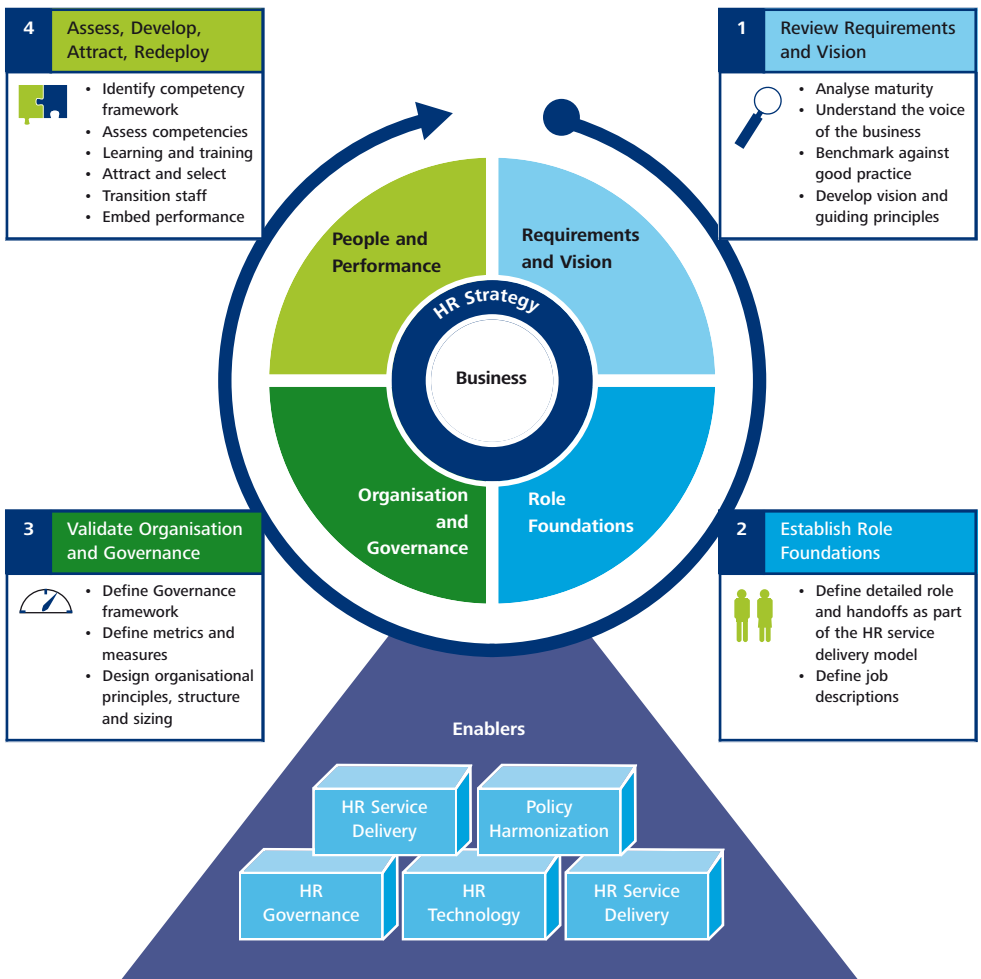 4
Assess, Develop,
Attract, Redeploy
• Identify competency
framework
• Assess competencies
• Learning and training
• Attract and select
• Transition staff
• Embed performance
1
Review Requirements
and Vision
• Analyse maturity
• Understand the voice
of the business
• Benchmark against
good practice
• Develop vision and
guiding principles
People and
Performance
Requirements
and Vision
HR Strategy
Business
Organisation
and
Governance
Role
Foundations
3
Validate Organisation
and Governance
• Define Governance
framework
• Define metrics and
measures
• Design organisational
principles, structure
and sizing
2
Establish Role
Foundations
• Define detailed role
and handoffs as part
of the HR service
delivery model
• Define job
descriptions
Enablers
HR Service
Delivery
Policy
Harmonization
HR
Governance
HR
Technology
HR Service
Delivery